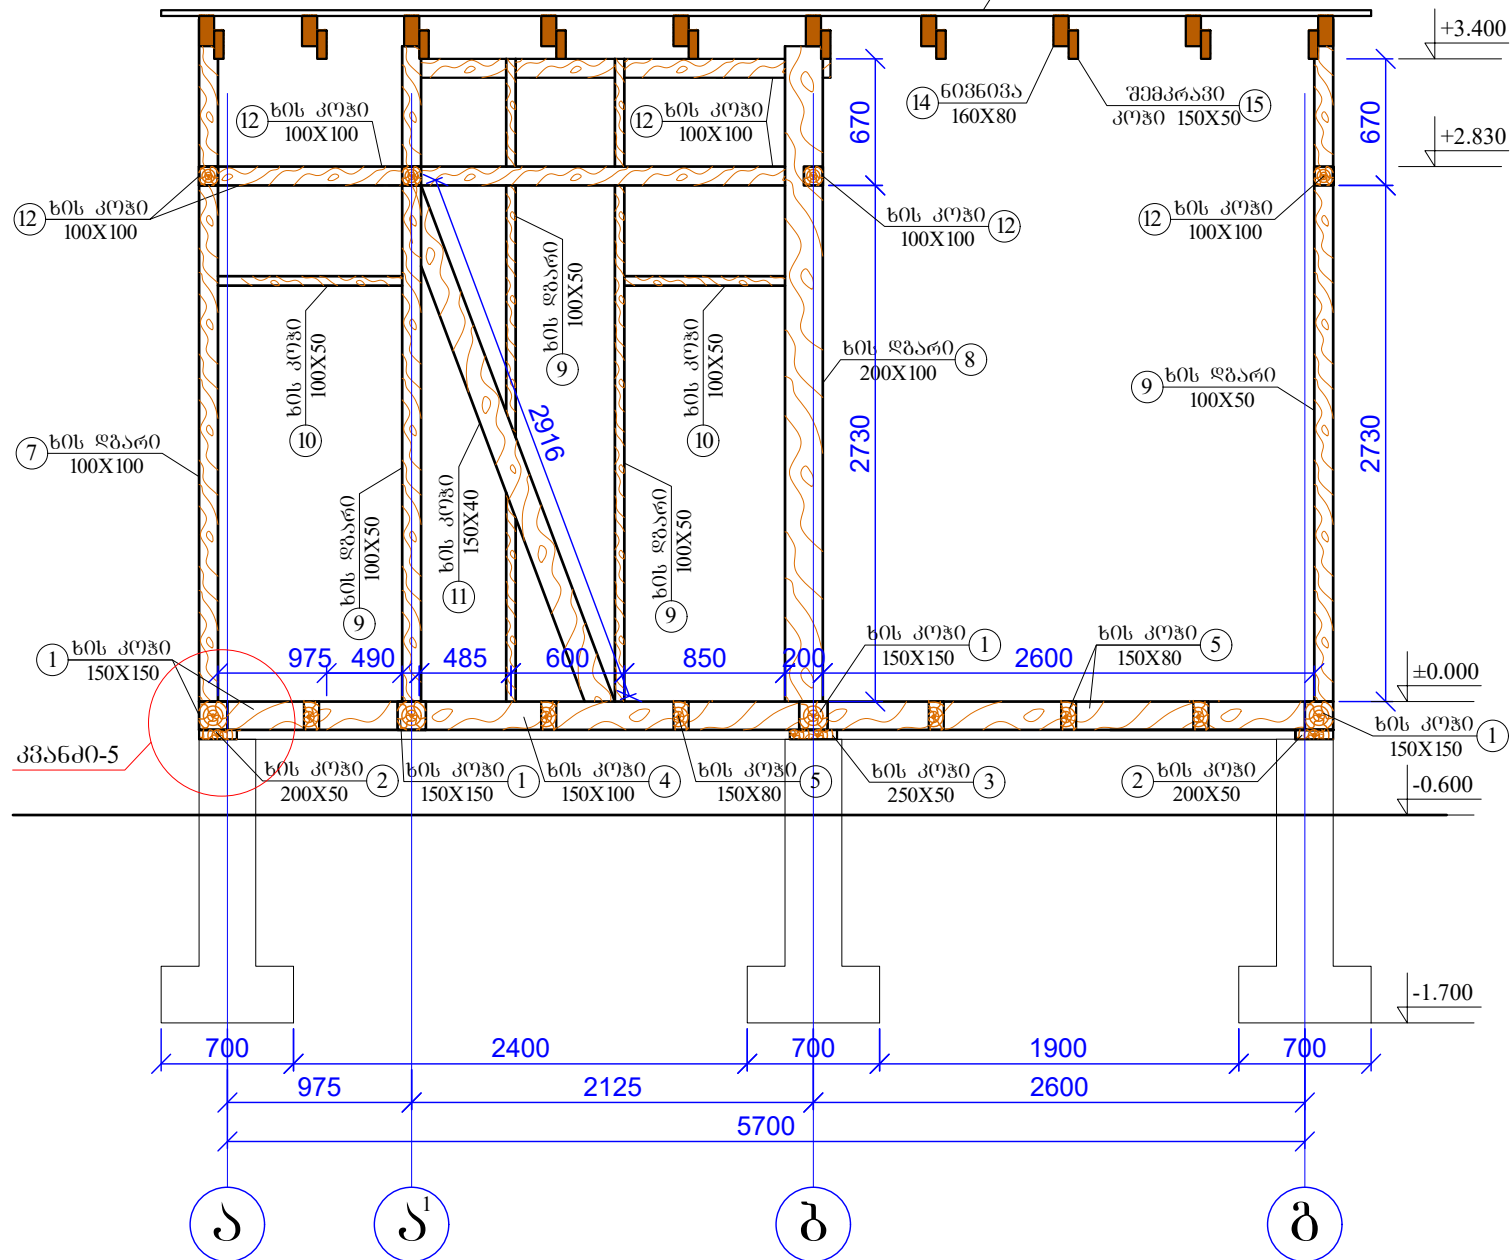 +3.400
14 ნივნივა
160X80
შემკრავი 15
კოჭი 150X50
12 ხის კოჭი
100X100
12 ხის კოჭი
100X100
670
670
+2.830
12 ხის კოჭი
100X100
ხის კოჭი 12
100X100
12 ხის კოჭი
100X100
ხის კოჭი
100X50
10
ხის დგარი
100X50
9
ხის კოჭი
100X50
10
ხის დგარი 8
200X100
9 ხის დგარი
100X50
2916
2730
2730
7 ხის დგარი
100X100
ხის დგარი
100X50
9
ხის კოჭი
150X40
11
ხის დგარი
100X50
9
1 ხის კოჭი
150X150
ხის კოჭი 1
150X150
ხის კოჭი 5
150X80
975
490
485
600
850
200
2600
±0.000
კვანძი-5
ხის კოჭი 2
200X50
ხის კოჭი 1
150X150
ხის კოჭი 4
150X100
ხის კოჭი 5
150X80
ხის კოჭი 3
250X50
2 ხის კოჭი
200X50
ხის კოჭი 1
150X150
-0.600
-1.700
700
2400
700
1900
700
975
2125
2600
5700
ა
ა1
ბ
გ